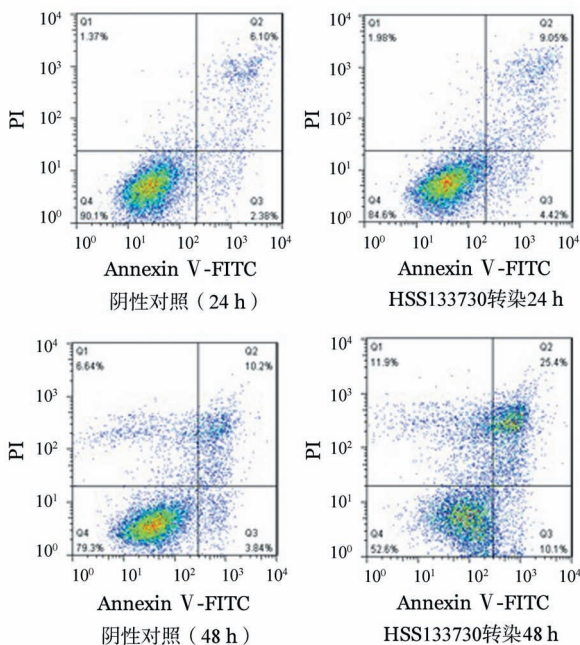 10⁴
Q1
1.37%
Q2
6.10%
10³
PI
10²
10¹
Q4
90.1%
Q3
2.38%
10⁰
10⁰ 10¹ 10² 10³ 10⁴
Annexin V-FITC
阴性对照（24 h）
10⁴
Q1
1.98%
Q2
9.05%
10³
PI
10²
10¹
Q4
84.6%
Q3
4.42%
10⁰
10⁰ 10¹ 10² 10³ 10⁴
Annexin V-FITC
HSS133730转染24 h
10⁴
Q1
6.64%
Q2
10.2%
10³
PI
10²
10¹
Q4
79.3%
Q3
3.84%
10⁰
10⁰ 10¹ 10² 10³ 10⁴
Annexin V-FITC
阴性对照（48 h）
10⁴
Q1
11.9%
Q2
25.4%
10³
PI
10²
10¹
Q4
52.6%
Q3
10.1%
10⁰
10⁰ 10¹ 10² 10³ 10⁴
Annexin V-FITC
HSS133730转染48 h